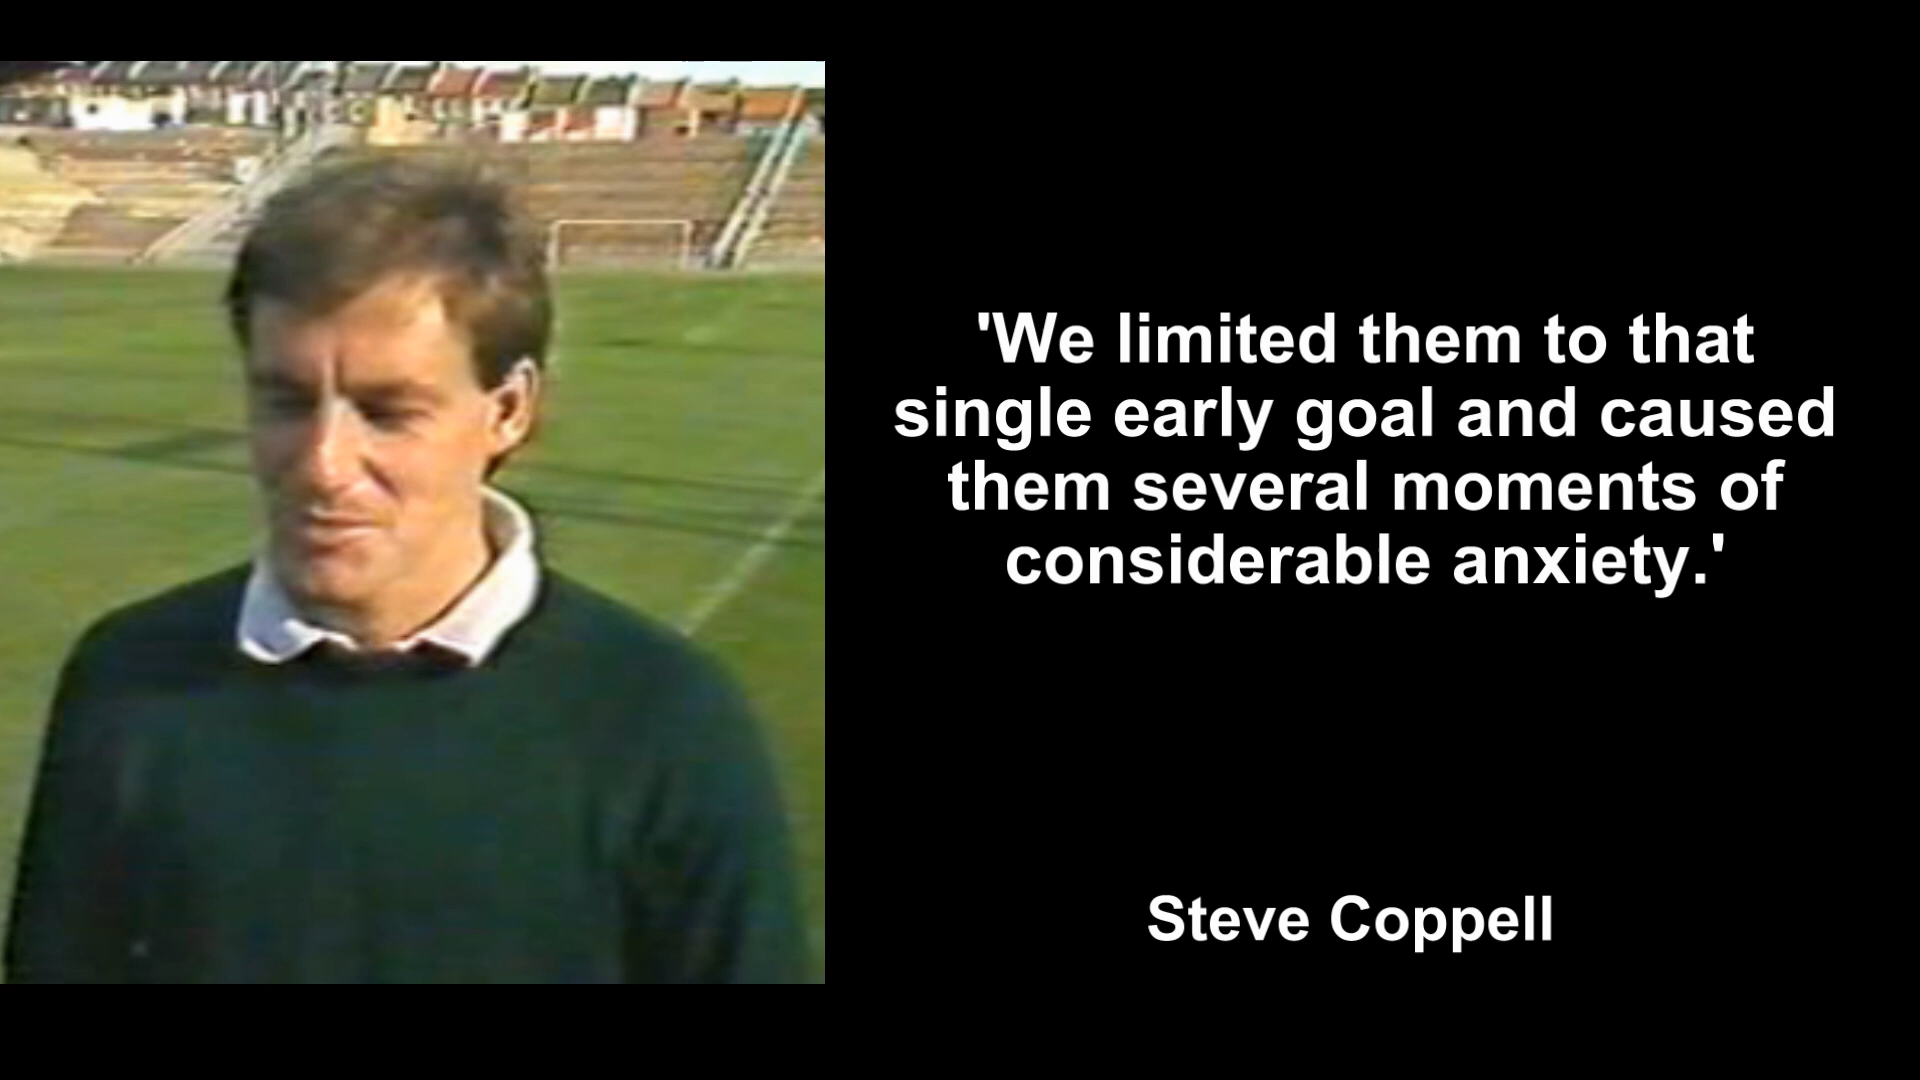 'We limited them to that
single early goal and caused
them several moments of
considerable anxiety.'
Steve Coppell